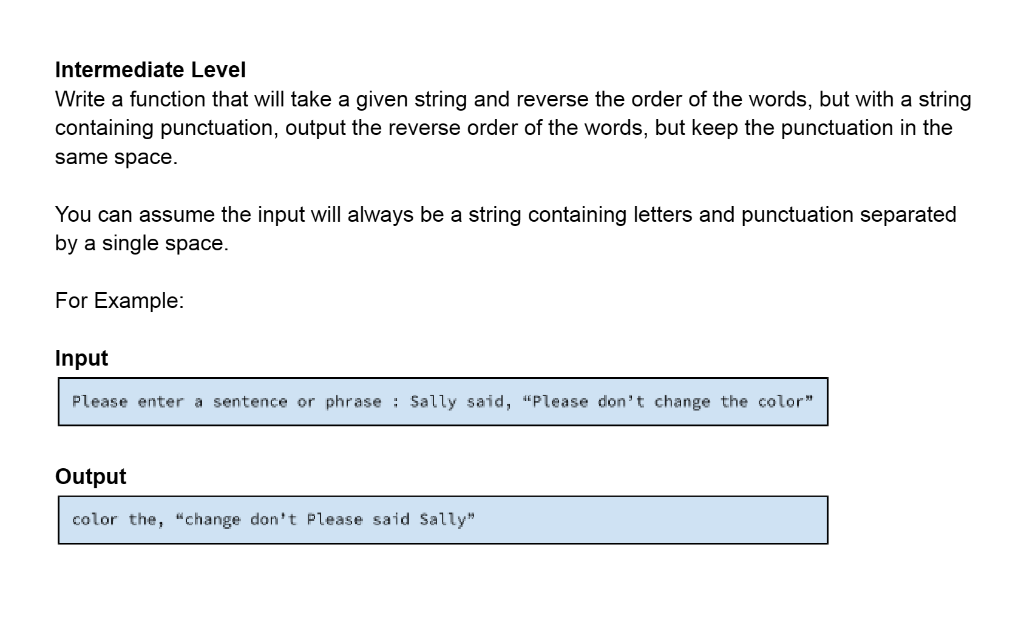 Intermediate Level
Write a function that will take a given string and reverse the order of the words, but with a string
containing punctuation, output the reverse order of the words, but keep the punctuation in the
same space.
You can assume the input will always be a string containing letters and punctuation separated
by a single space.
For Example:
Input
Please enter a sentence or phrase : Sally said, “Please don’t change the color”
Output
color the, “change don’t Please said Sally”